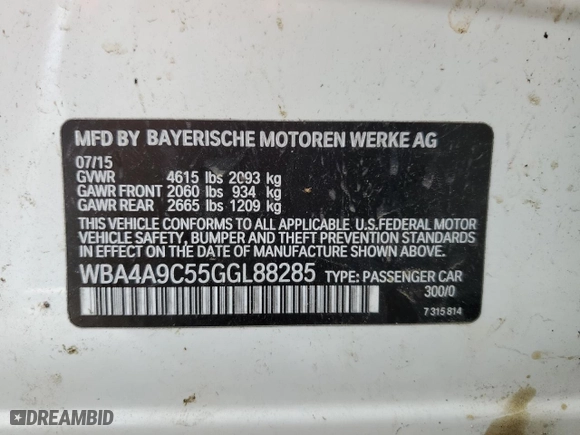 MFD BY BAYERISCHE MOTOREN WERKE AG
07/15
GVWR 4615 lbs 2093 kg
GAWR FRONT 2060 lbs 934 kg
GAWR REAR 2665 lbs 1209 kg
THIS VEHICLE CONFORMS TO ALL APPLICABLE U.S.FEDERAL MOTOR
VEHICLE SAFETY, BUMPER AND THEFT PREVENTION STANDARDS
IN EFFECT ON THE DATE OF MANUFACTURE SHOWN ABOVE.
WBA4A9C55GGL88285 TYPE: PASSENGER CAR
300/0
7 315 814
DREAMBID